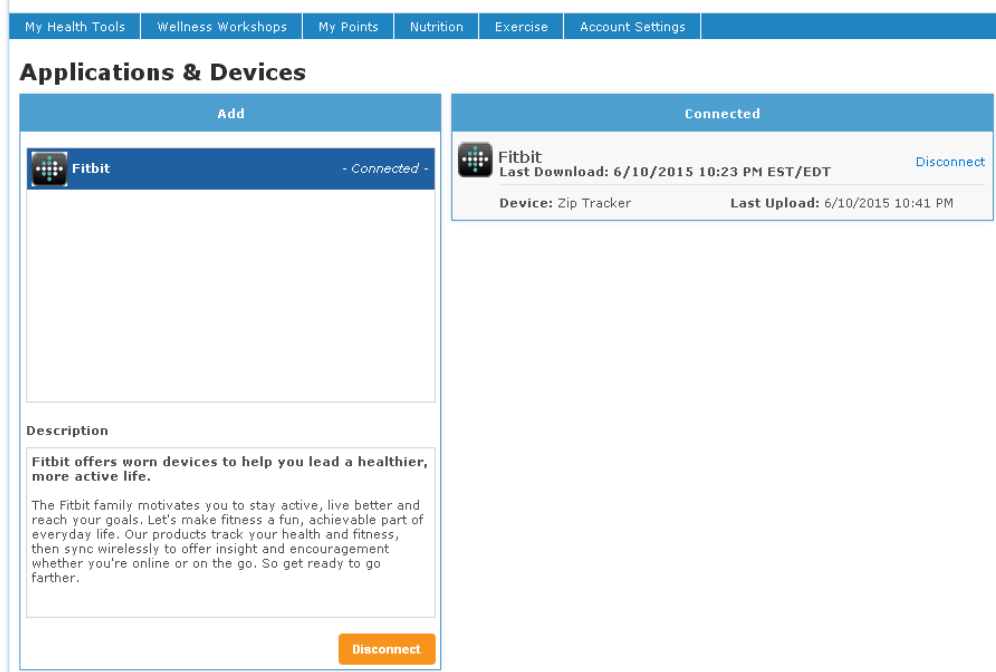 My Health Tools
Wellness Workshops
My Points
Nutrition
Exercise
Account Settings
Applications & Devices
Add
Fitbit
- Connected -
Description
Fitbit offers worn devices to help you lead a healthier,
more active life.
The Fitbit family motivates you to stay active, live better and
reach your goals. Let's make fitness a fun, achievable part of
everyday life. Our products track your health and fitness,
then sync wirelessly to offer insight and encouragement
whether you're online or on the go. So get ready to go
farther.
Disconnect
Connected
Fitbit
Last Download: 6/10/2015 10:23 PM EST/EDT
Disconnect
Device: Zip Tracker
Last Upload: 6/10/2015 10:41 PM